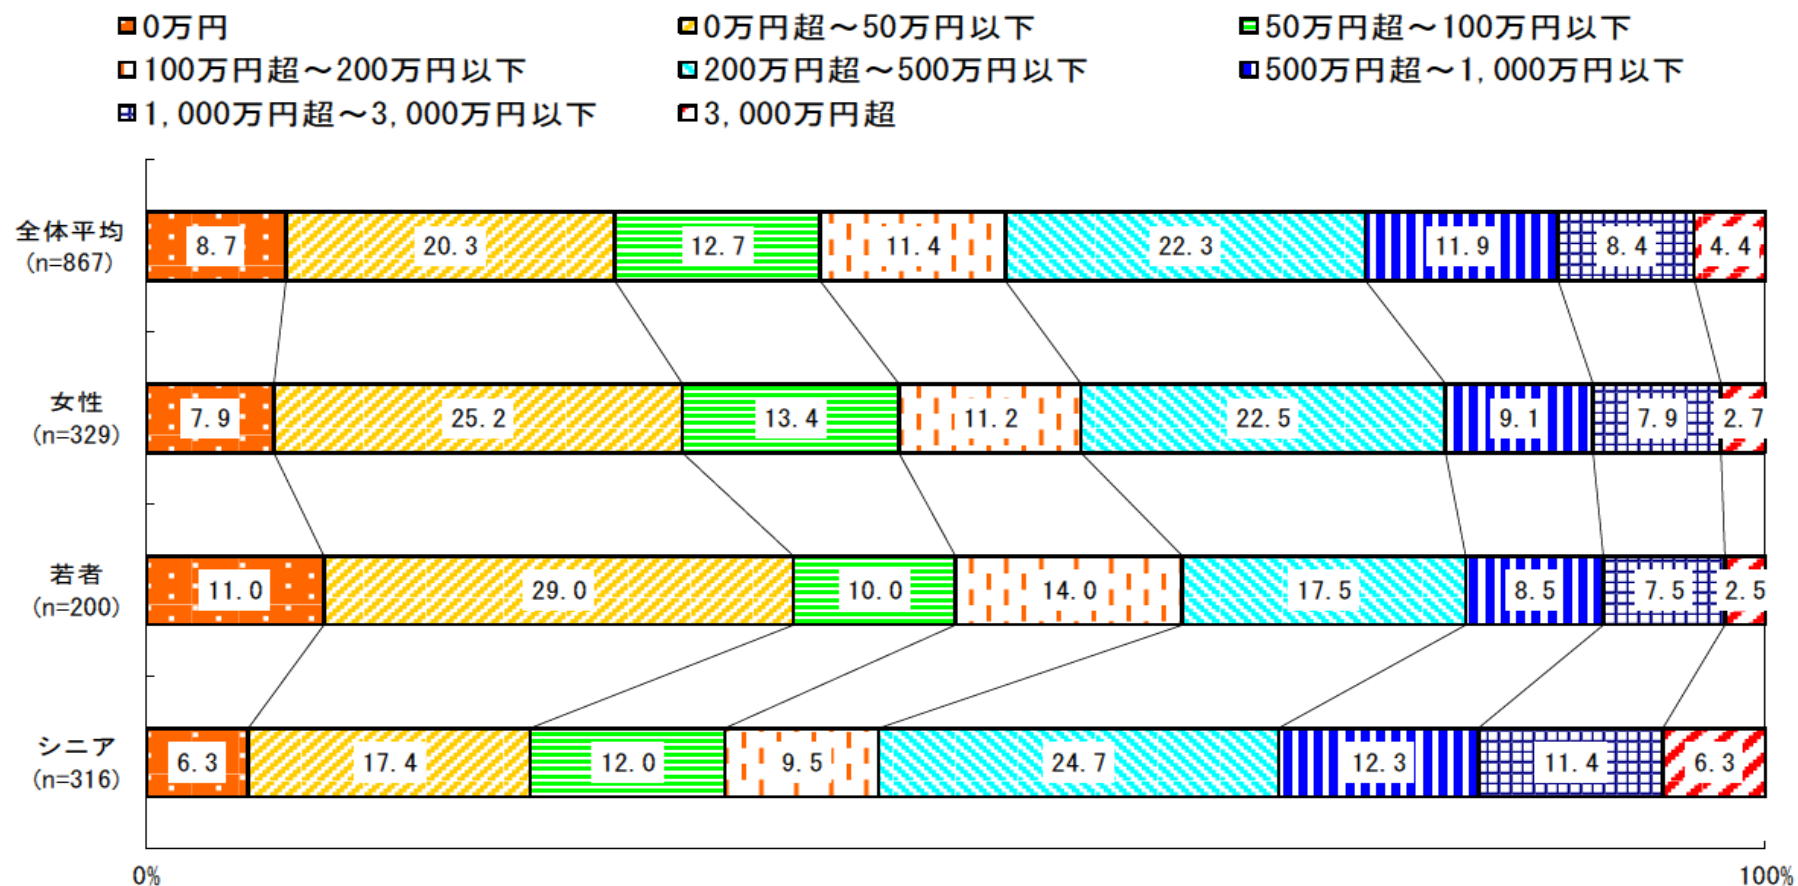 0万円 0万円超～50万円以下 50万円超～100万円以下
100万円超～200万円以下 200万円超～500万円以下 500万円超～1,000万円以下
1,000万円超～3,000万円以下 3,000万円超
全体平均
(n=867)
8.7 20.3 12.7 11.4 22.3 11.9 8.4 4.4
女性
(n=329)
7.9 25.2 13.4 11.2 22.5 9.1 7.9 2.7
若者
(n=200)
11.0 29.0 10.0 14.0 17.5 8.5 7.5 2.5
シニア
(n=316)
6.3 17.4 12.0 9.5 24.7 12.3 11.4 6.3
0% 100%